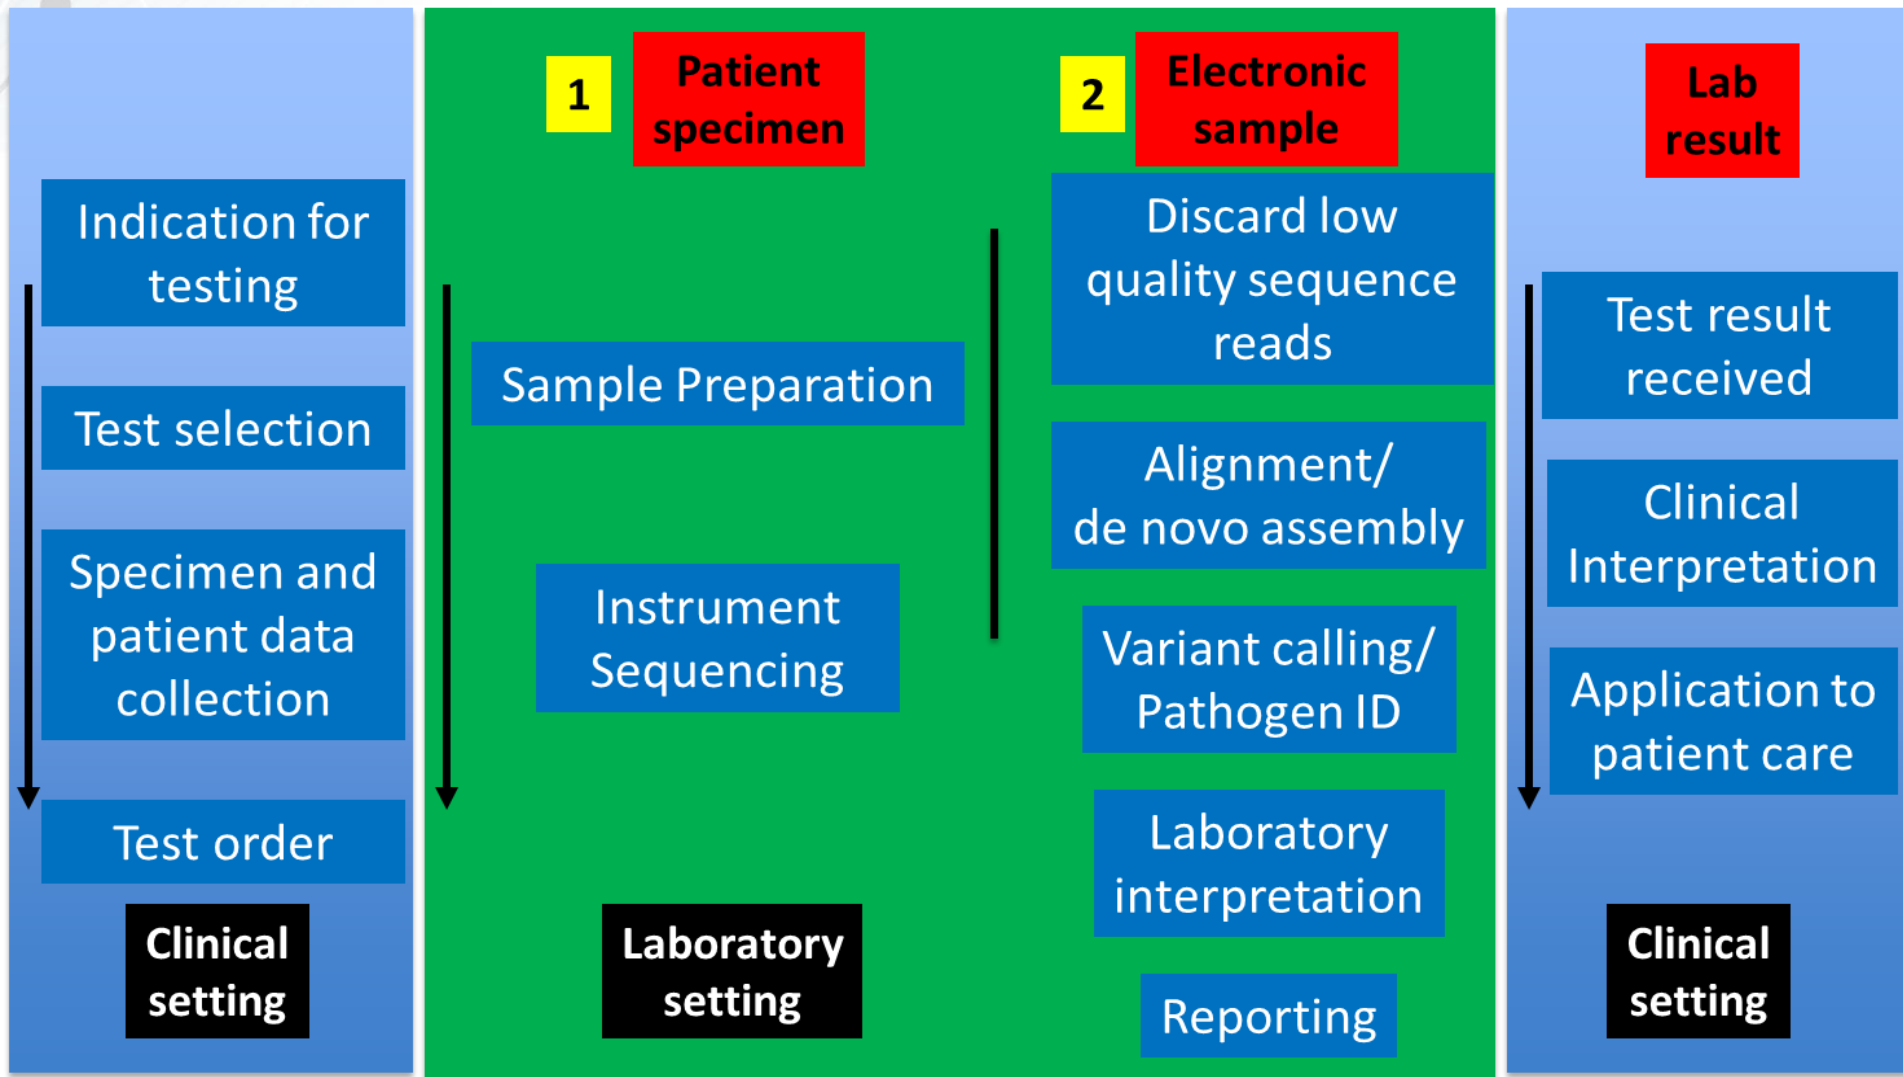 Indication for
testing
Test selection
Specimen and
patient data
collection
Test order
Clinical
setting
1
Patient
specimen
Sample Preparation
Instrument
Sequencing
Laboratory
setting
2
Electronic
sample
Discard low
quality sequence
reads
Alignment/
de novo assembly
Variant calling/
Pathogen ID
Laboratory
interpretation
Reporting
Lab
result
Test result
received
Clinical
Interpretation
Application to
patient care
Clinical
setting